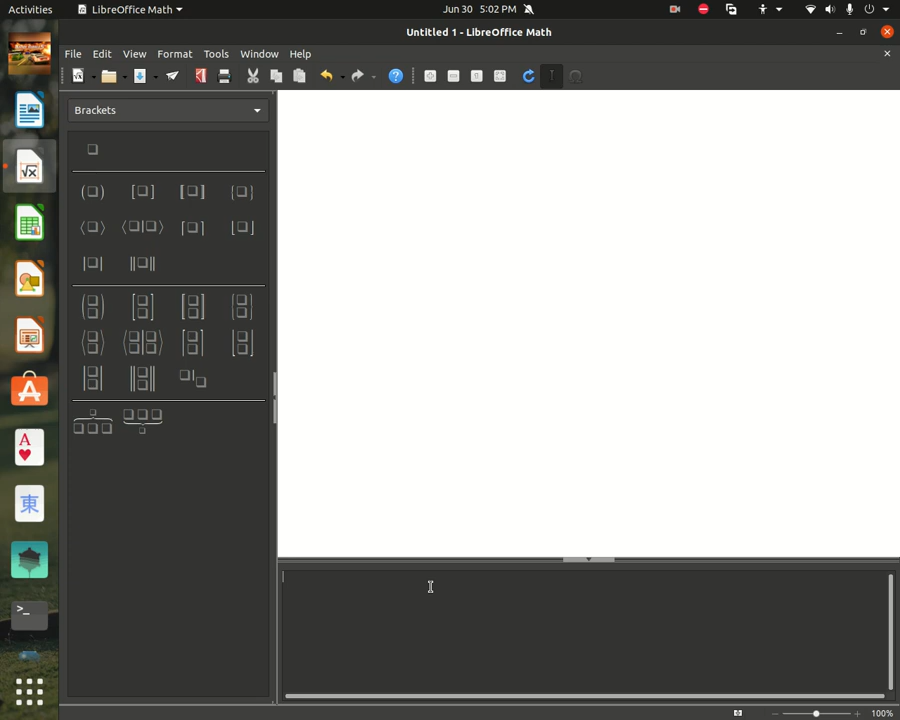 Activities LibreOffice Math Jun 30 5:02 PM
Untitled 1 - LibreOffice Math
File Edit View Format Tools Window Help
Brackets
100%